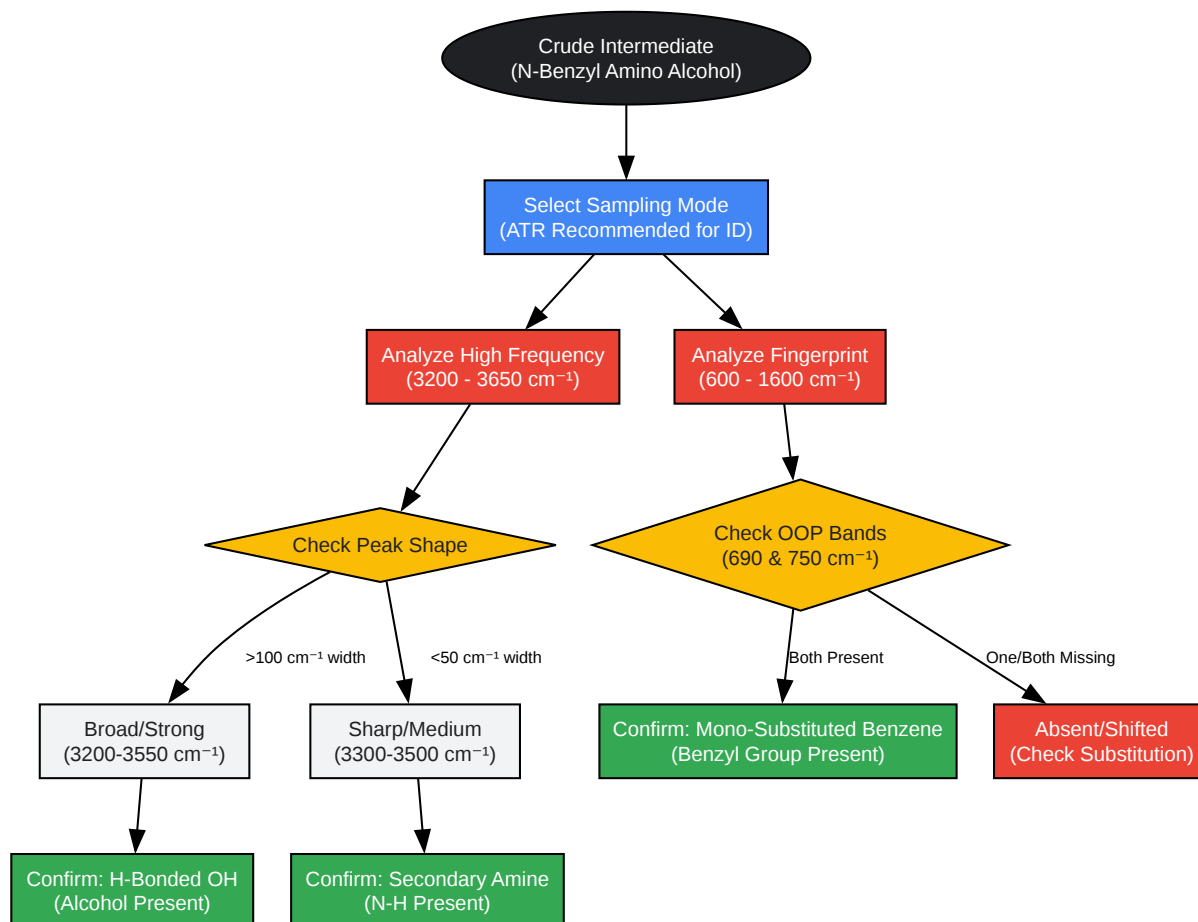 Crude Intermediate
(N-Benzyl Amino Alcohol)
Select Sampling Mode
(ATR Recommended for ID)
Analyze High Frequency
(3200 - 3650 cm⁻¹)
Analyze Fingerprint
(600 - 1600 cm⁻¹)
Check Peak Shape
Check OOP Bands
(690 & 750 cm⁻¹)
>100 cm⁻¹ width
<50 cm⁻¹ width
Both Present
One/Both Missing
Broad/Strong
(3200-3550 cm⁻¹)
Sharp/Medium
(3300-3500 cm⁻¹)
Confirm: Mono-Substituted Benzene
(Benzyl Group Present)
Absent/Shifted
(Check Substitution)
Confirm: H-Bonded OH
(Alcohol Present)
Confirm: Secondary Amine
(N-H Present)